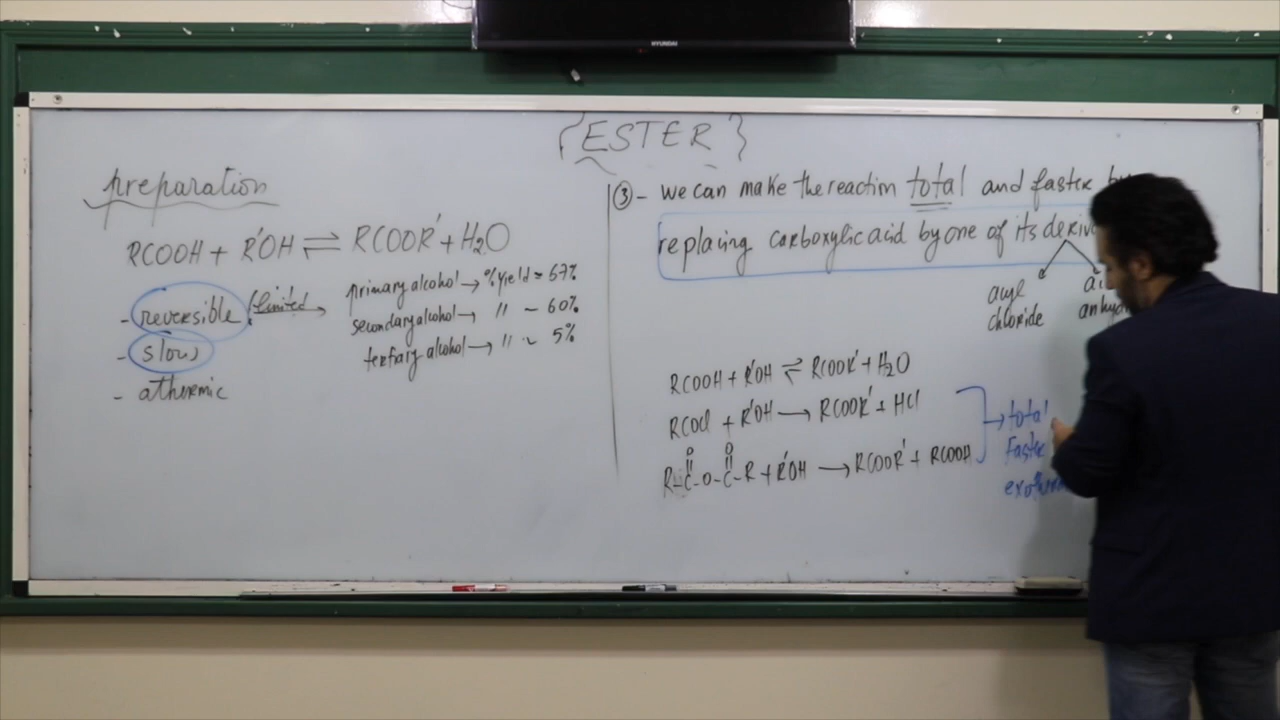 HYUNDAI
{ESTER}
preparation
RCOOH + R'OH ⇌ RCOOR' + H₂O
- reversible (limited →
primary alcohol → % yield = 67%
secondary alcohol → " ~ 60%
tertiary alcohol → " ~ 5%
- slow
- athermic
③ - we can make the reaction total and faster by
replacing carboxylic acid by one of its
acyl
chloride
RCOOH + R'OH ⇌ RCOOR' + H₂O
RCOCl + R'OH → RCOOR' + HCl
O O
R-C-O-C-R + R'OH → RCOOR' + RCOOH
→ total
Faster